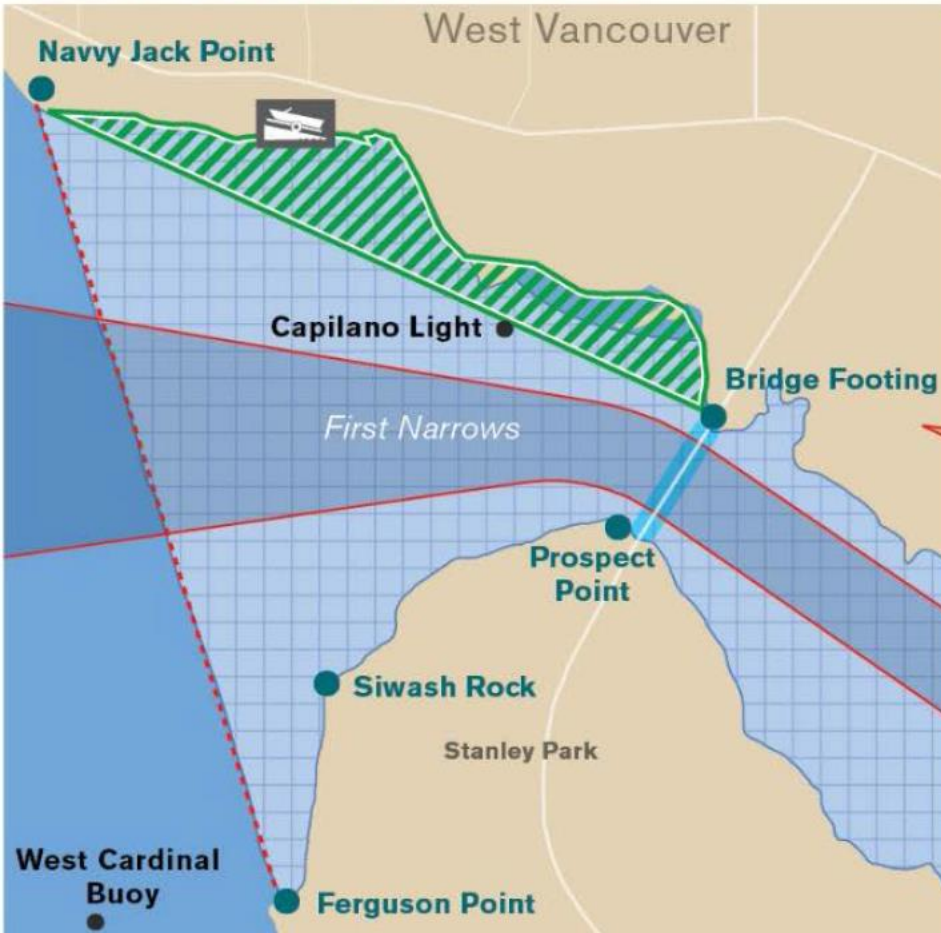 West Vancouver
Navvy Jack Point
Capilano Light
Bridge Footing
First Narrows
Prospect
Point
Siwash Rock
Stanley Park
West Cardinal
Buoy
Ferguson Point